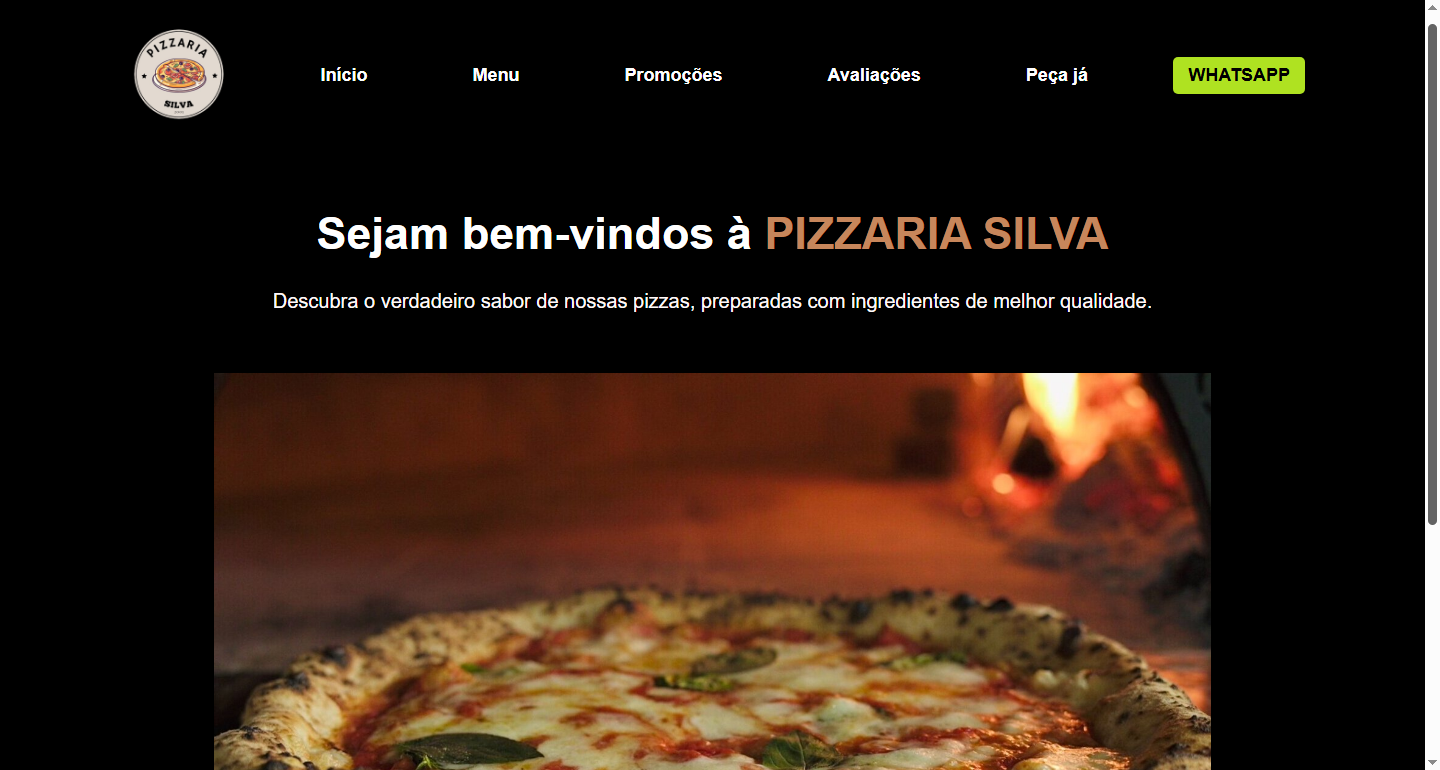 PIZZARIA
SILVA
Início
Menu
Promoções
Avaliações
Peça já
WHATSAPP
Sejam bem-vindos à PIZZARIA SILVA
Descubra o verdadeiro sabor de nossas pizzas, preparadas com ingredientes de melhor qualidade.